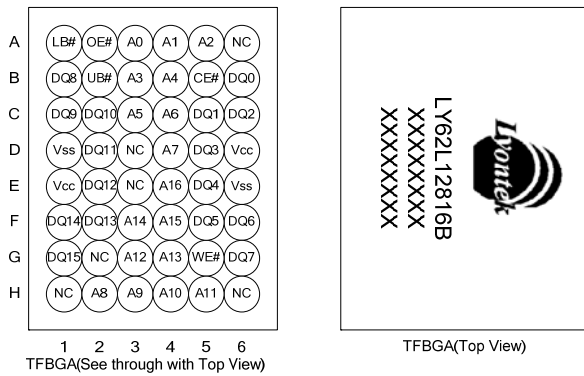 A LB# OE# A0 A1 A2 NC
B DQ8 UB# A3 A4 CE# DQ0
C DQ9 DQ10 A5 A6 DQ1 DQ2
D Vss DQ11 NC A7 DQ3 Vcc
E Vcc DQ12 NC A16 DQ4 Vss
F DQ14 DQ13 A14 A15 DQ5 DQ6
G DQ15 NC A12 A13 WE# DQ7
H NC A8 A9 A10 A11 NC
1 2 3 4 5 6
TFBGA(See through with Top View)
Lyontek
LY62L12816B
XXXXXXXX
XXXXXXXX
TFBGA(Top View)